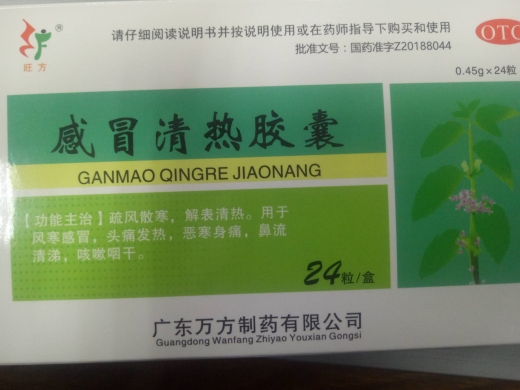 旺方
®
请仔细阅读说明书并按说明使用或在药师指导下购买和使用
批准文号：国药准字Z20188044
OTC
0.45g×24粒
感冒清热胶囊
GANMAO QINGRE JIAONANG
【功能主治】疏风散寒，解表清热。用于
风寒感冒，头痛发热，恶寒身痛，鼻流
清涕，咳嗽咽干。
24粒/盒
广东万方制药有限公司
Guangdong Wanfang Zhiyao Youxian Gongsi